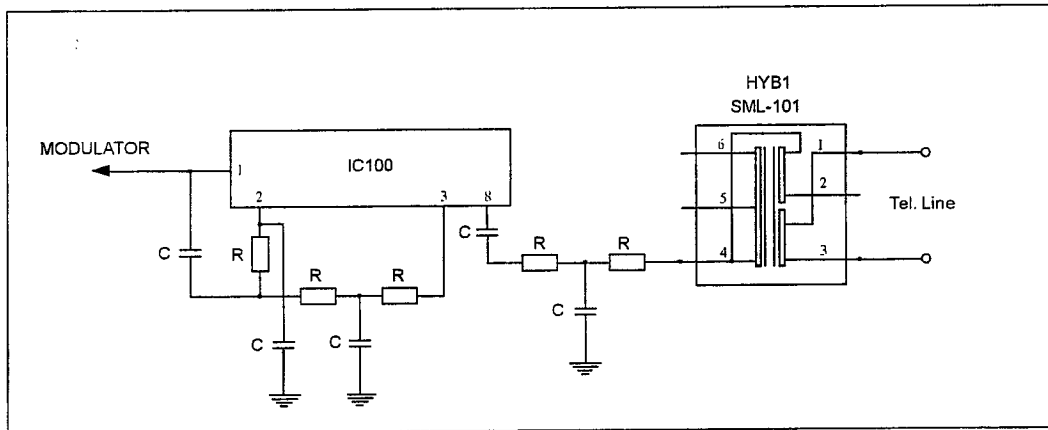 HYB1
SML-101
MODULATOR
IC100
1
2
3
8
6
5
4
1
2
3
Tel. Line
C
R
R
R
C
C
C
R
R
C